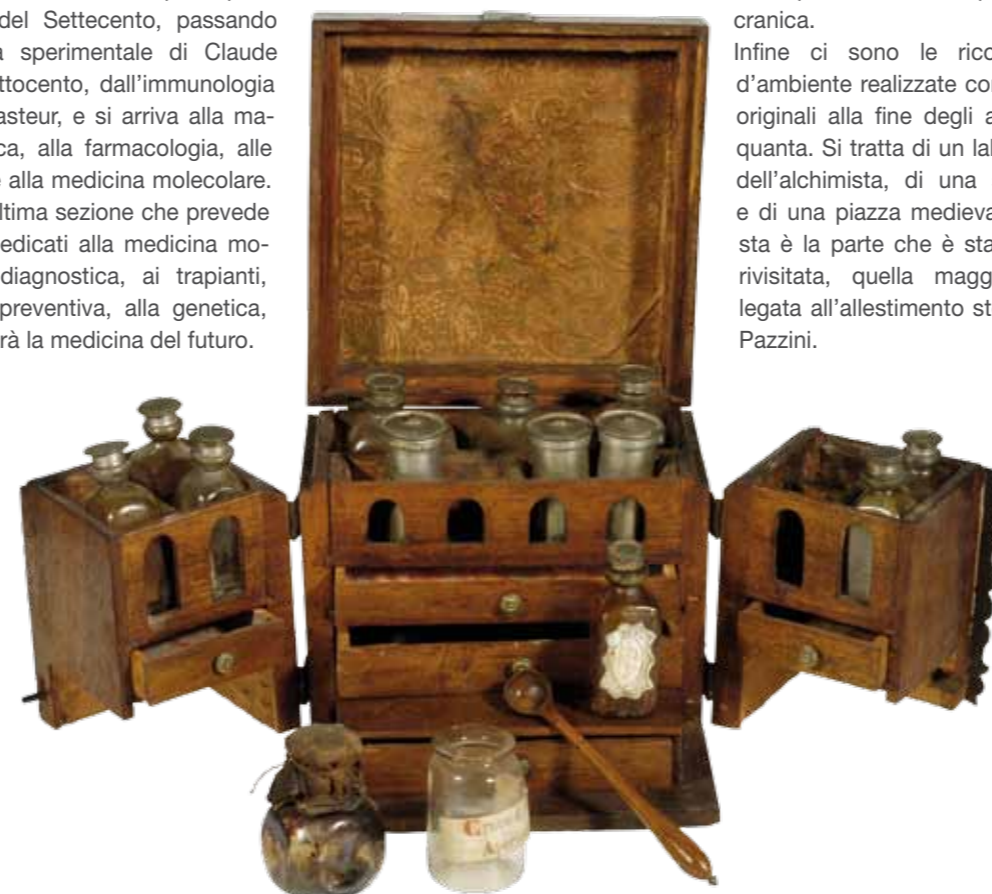 del Settecento, passando
a sperimentale di Claude
ttocento, dall’immunologia
asteur, e si arriva alla ma-
ca, alla farmacologia, alle
e alla medicina molecolare.
ltima sezione che prevede
edicati alla medicina mo-
diagnostica, ai trapianti,
preventiva, alla genetica,
rà la medicina del futuro.
cranica.
Infine ci sono le rico
d’ambiente realizzate con
originali alla fine degli a
quanta. Si tratta di un lab
dell’alchimista, di una
e di una piazza medieva
sta è la parte che è sta
rivisitata, quella magg
legata all’allestimento st
Pazzini.